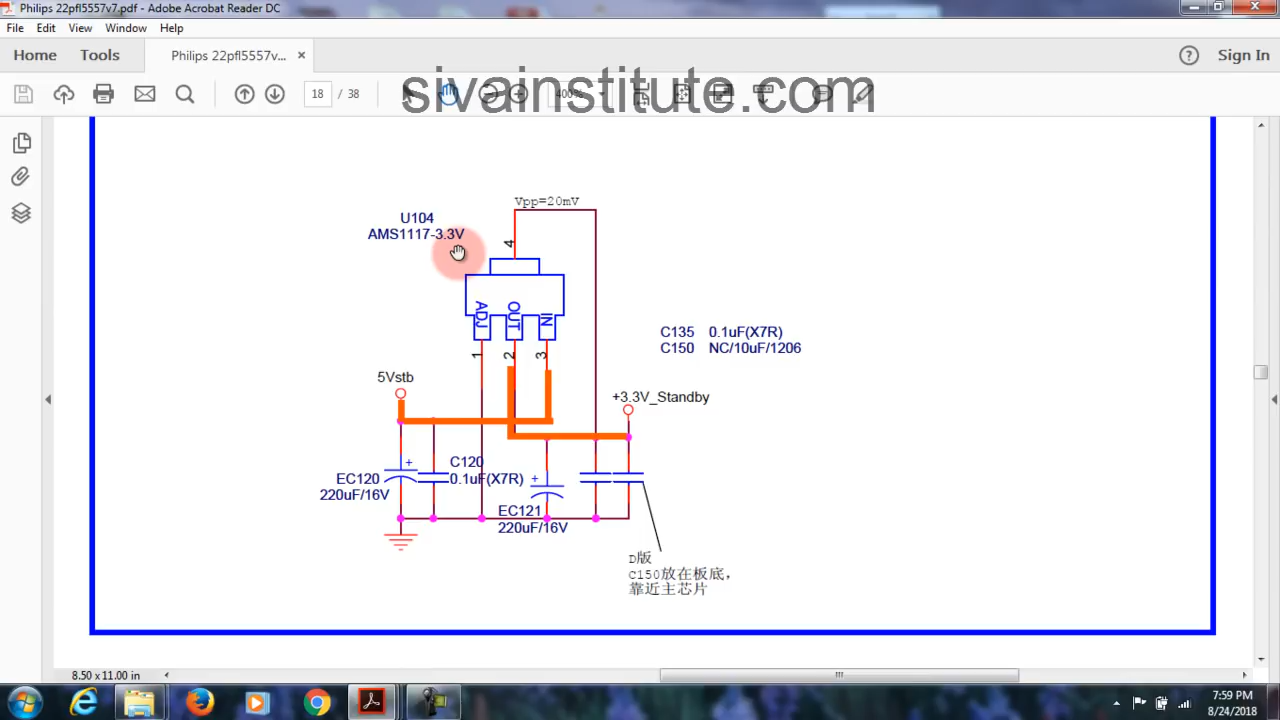 Philips 22pfl5557v7.pdf - Adobe Acrobat Reader DC
File Edit View Window Help
Home Tools Philips 22pfl5557v... × ? Sign In
18 / 38 400%
sivainstitute.com
Vpp=20mV
U104
AMS1117-3.3V
4
ADJ OUT IN
1 2 3
C135 0.1uF(X7R)
C150 NC/10uF/1206
5Vstb
+3.3V_Standby
C120
0.1uF(X7R)
EC120
220uF/16V
EC121
220uF/16V
D版
C150放在板底,
靠近主芯片
8.50 x 11.00 in
7:59 PM
8/24/2018